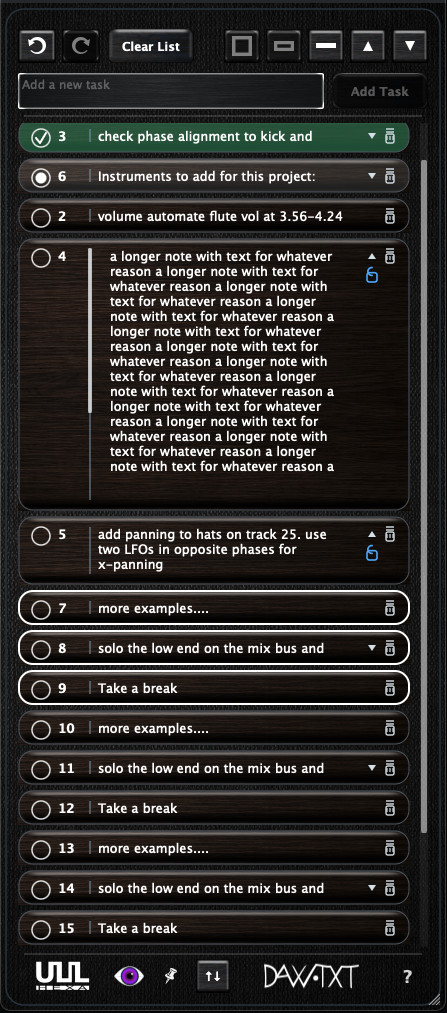 Clear List
Add a new task
Add Task
3 check phase alignment to kick and
6 Instruments to add for this project:
2 volume automate flute vol at 3.56-4.24
4 a longer note with text for whatever
reason a longer note with text for
whatever reason a longer note with
text for whatever reason a longer
note with text for whatever reason a
longer note with text for whatever
reason a longer note with text for
whatever reason a longer note with
text for whatever reason a longer
note with text for whatever reason a
longer note with text for whatever
reason a longer note with text for
whatever reason a longer note with
text for whatever reason a longer
note with text for whatever reason a
5 add panning to hats on track 25. use
two LFOs in opposite phases for
x-panning
7 more examples....
8 solo the low end on the mix bus and
9 Take a break
10 more examples....
11 solo the low end on the mix bus and
12 Take a break
13 more examples....
14 solo the low end on the mix bus and
15 Take a break
HEXA
DAW•TXT
?